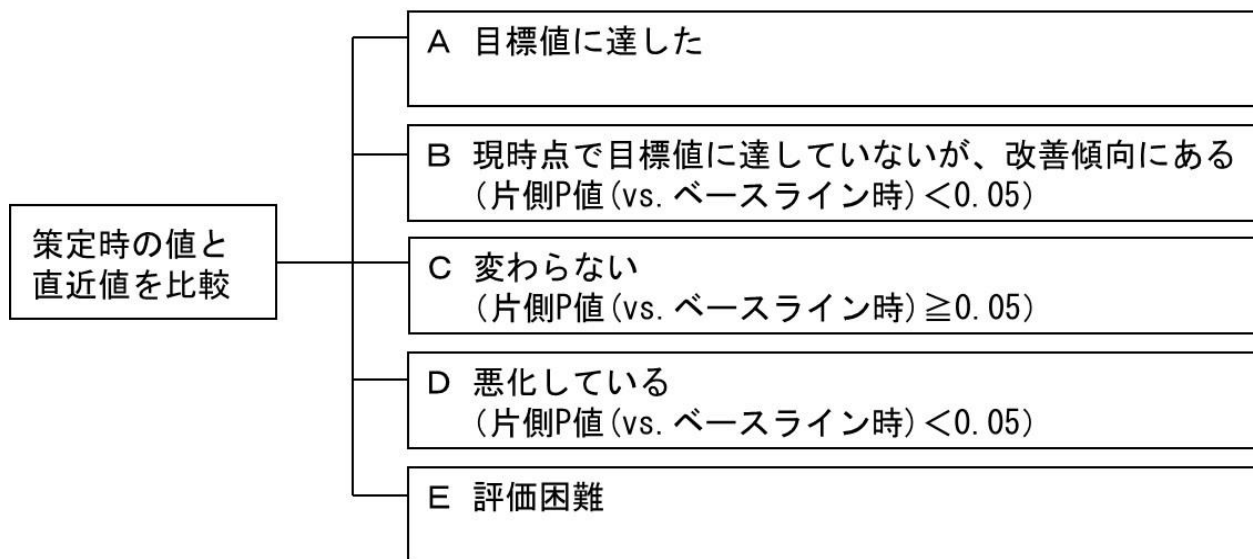 策定時の値と
直近値を比較
A 目標値に達した
B 現時点で目標値に達していないが、改善傾向にある
(片側P値(vs. ベースライン時)<0.05)
C 変わらない
(片側P値(vs. ベースライン時)≧0.05)
D 悪化している
(片側P値(vs. ベースライン時)<0.05)
E 評価困難